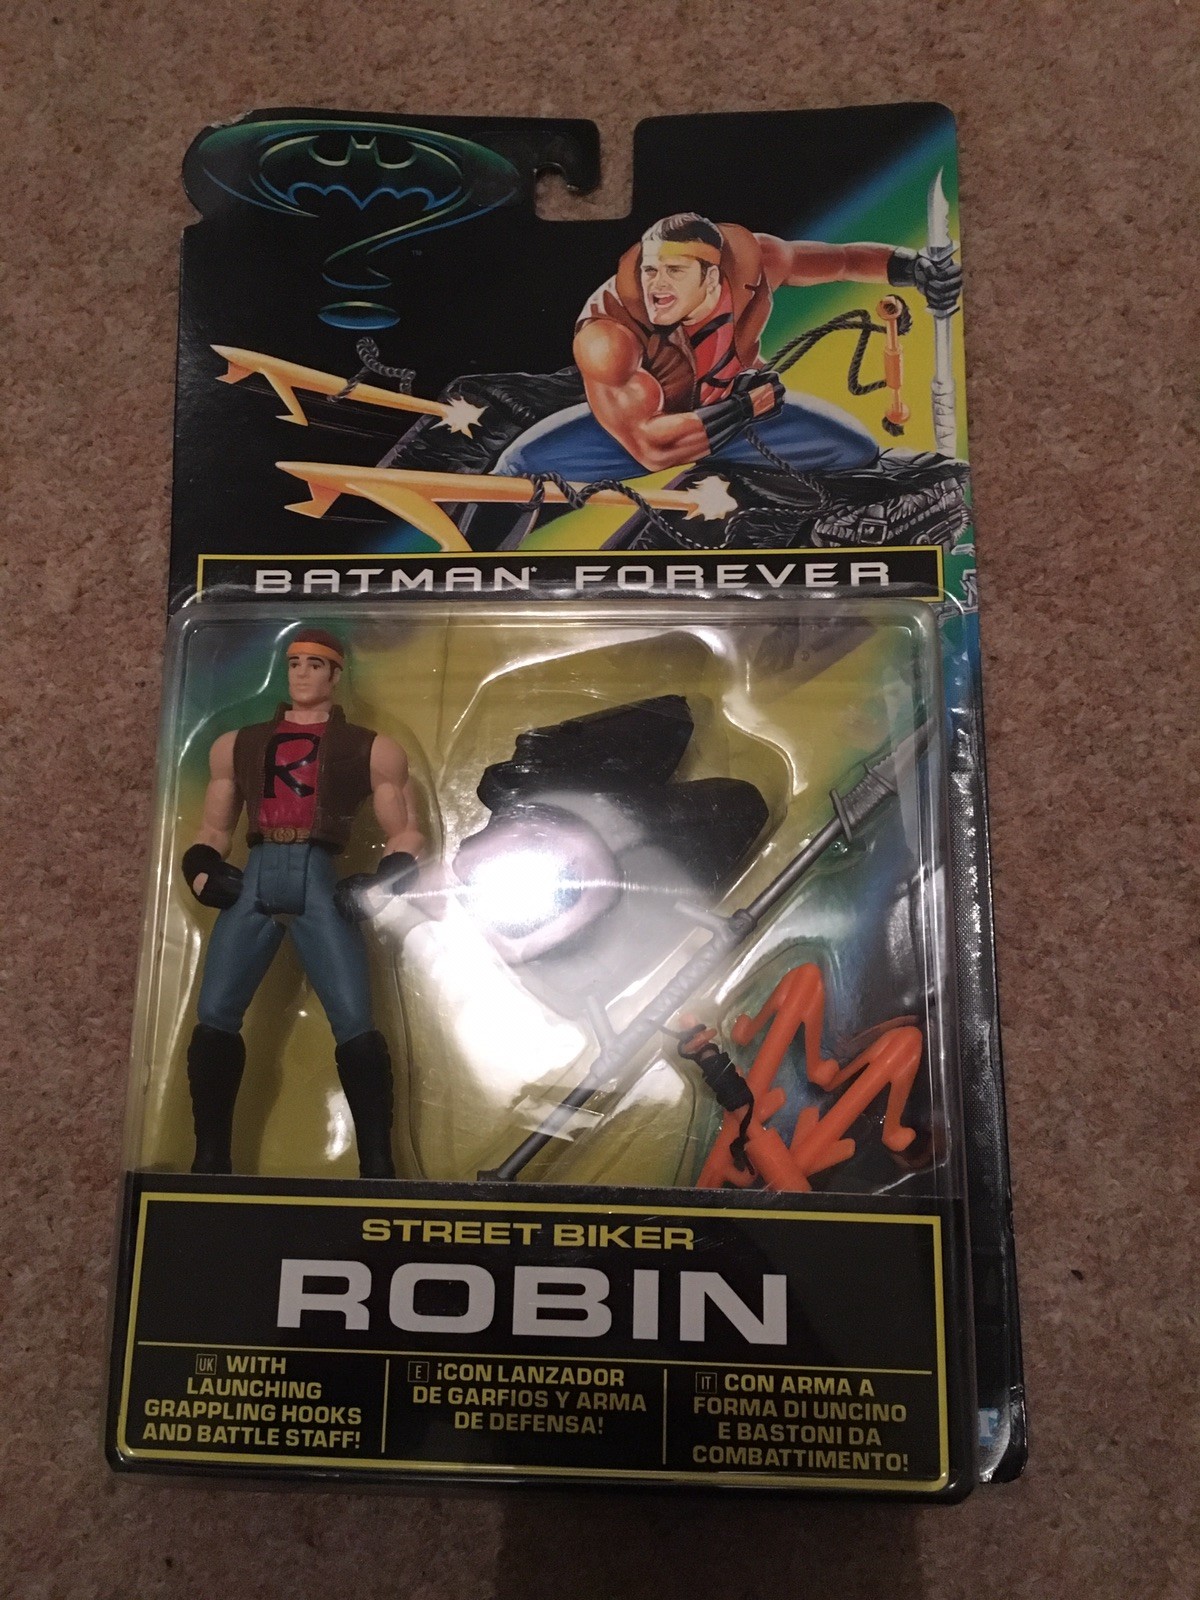 ™
BATMAN* FOREVER
R
STREET BIKER
ROBIN
UK WITH
LAUNCHING
GRAPPLING HOOKS
AND BATTLE STAFF!
E ¡CON LANZADOR
DE GARFIOS Y ARMA
DE DEFENSA!
IT CON ARMA A
FORMA DI UNCINO
E BASTONI DA
COMBATTIMENTO!